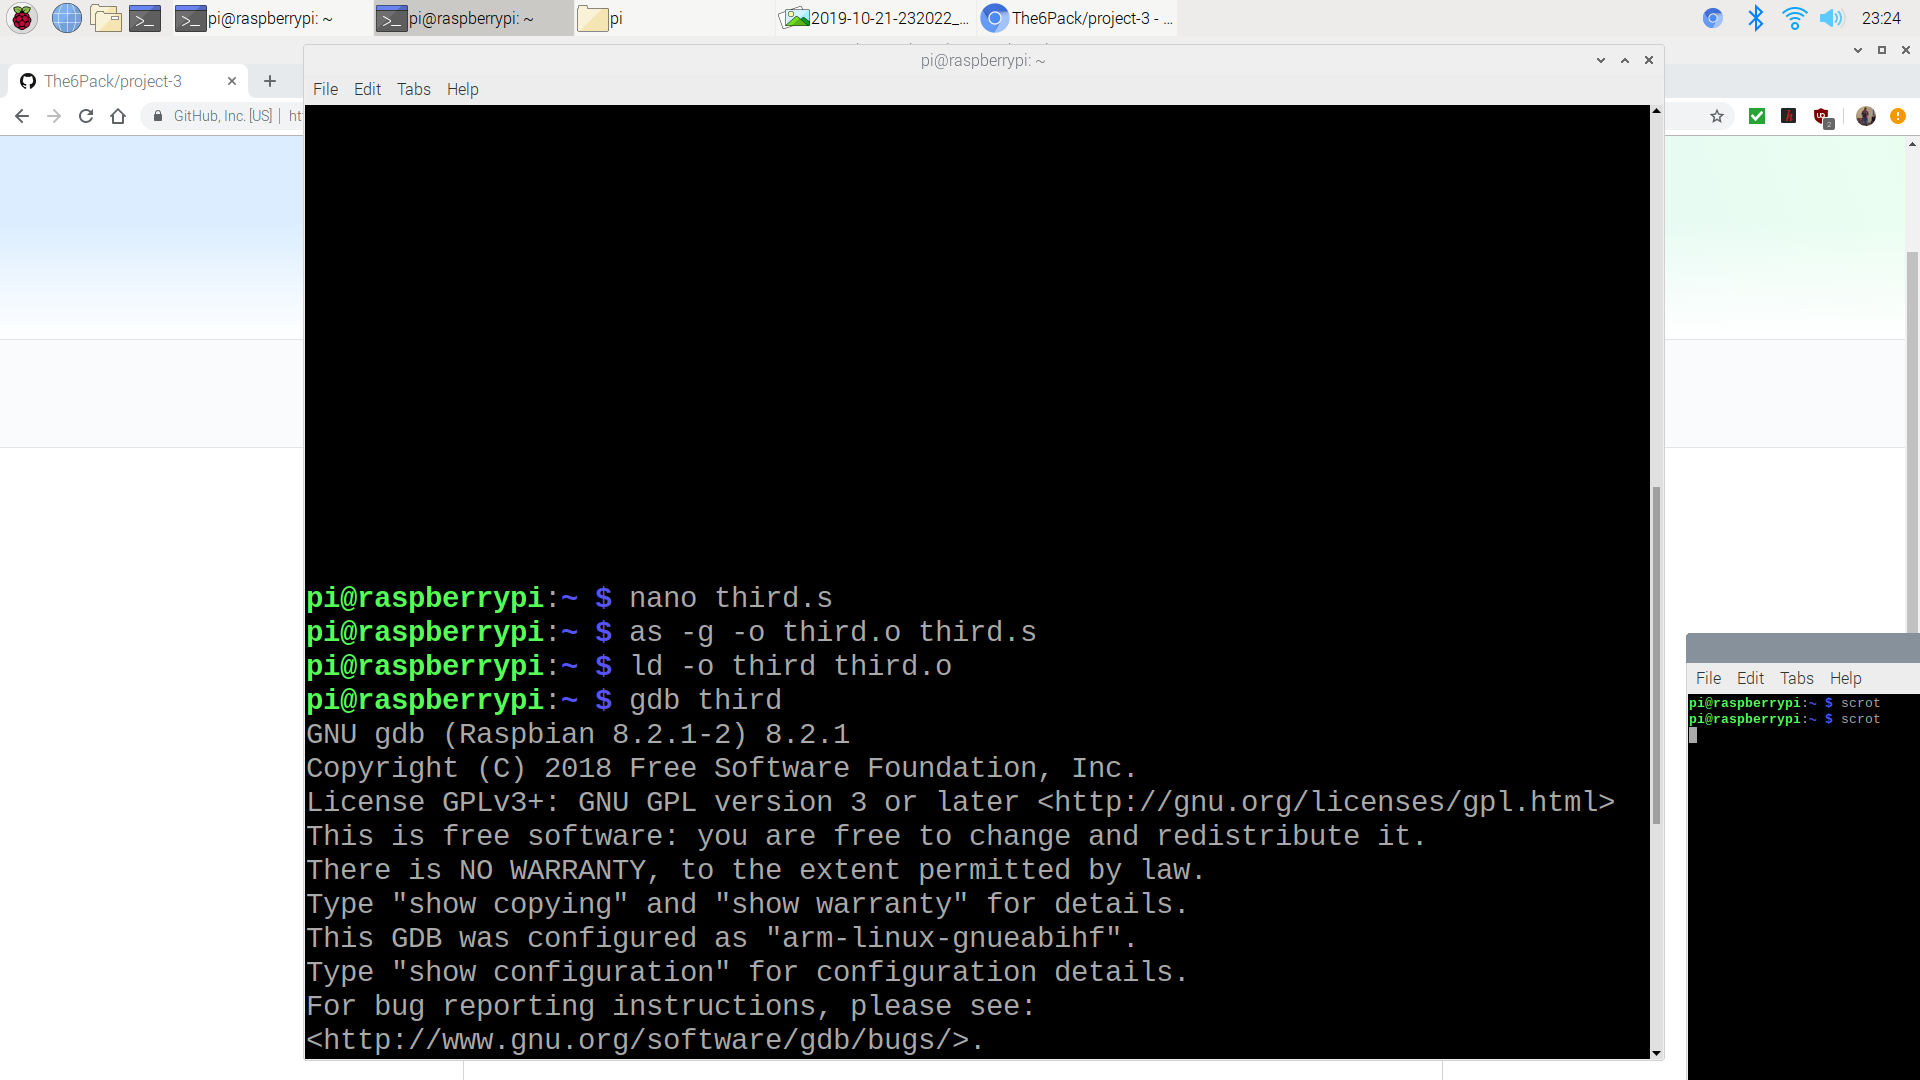 pi@raspberrypi: ~
pi@raspberrypi: ~
pi
2019-10-21-232022_...
The6Pack/project-3 - ...
23:24
The6Pack/project-3
GitHub, Inc. [US] | ht
pi@raspberrypi: ~
File Edit Tabs Help
pi@raspberrypi:~ $ nano third.s
pi@raspberrypi:~ $ as -g -o third.o third.s
pi@raspberrypi:~ $ ld -o third third.o
pi@raspberrypi:~ $ gdb third
GNU gdb (Raspbian 8.2.1-2) 8.2.1
Copyright (C) 2018 Free Software Foundation, Inc.
License GPLv3+: GNU GPL version 3 or later <http://gnu.org/licenses/gpl.html>
This is free software: you are free to change and redistribute it.
There is NO WARRANTY, to the extent permitted by law.
Type "show copying" and "show warranty" for details.
This GDB was configured as "arm-linux-gnueabihf".
Type "show configuration" for configuration details.
For bug reporting instructions, please see:
<http://www.gnu.org/software/gdb/bugs/>.
File Edit Tabs Help
pi@raspberrypi:~ $ scrot
pi@raspberrypi:~ $ scrot